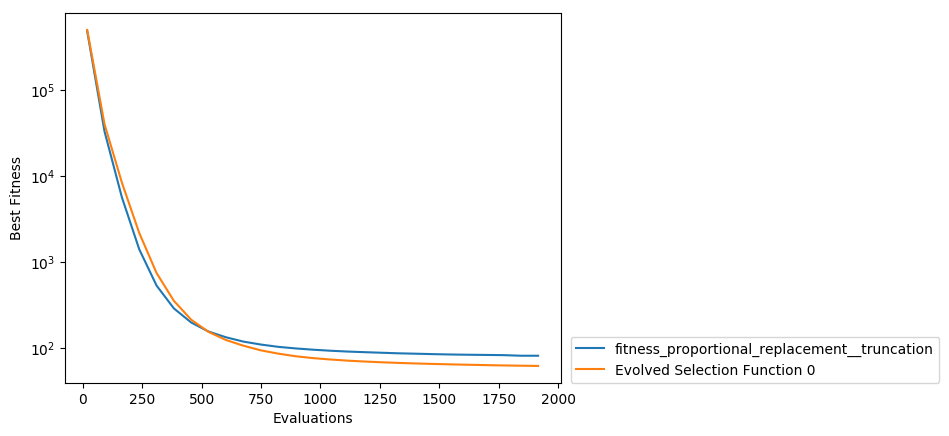 Best Fitness
10^5
10^4
10^3
10^2
0 250 500 750 1000 1250 1500 1750 2000
Evaluations
fitness_proportional_replacement__truncation
Evolved Selection Function 0